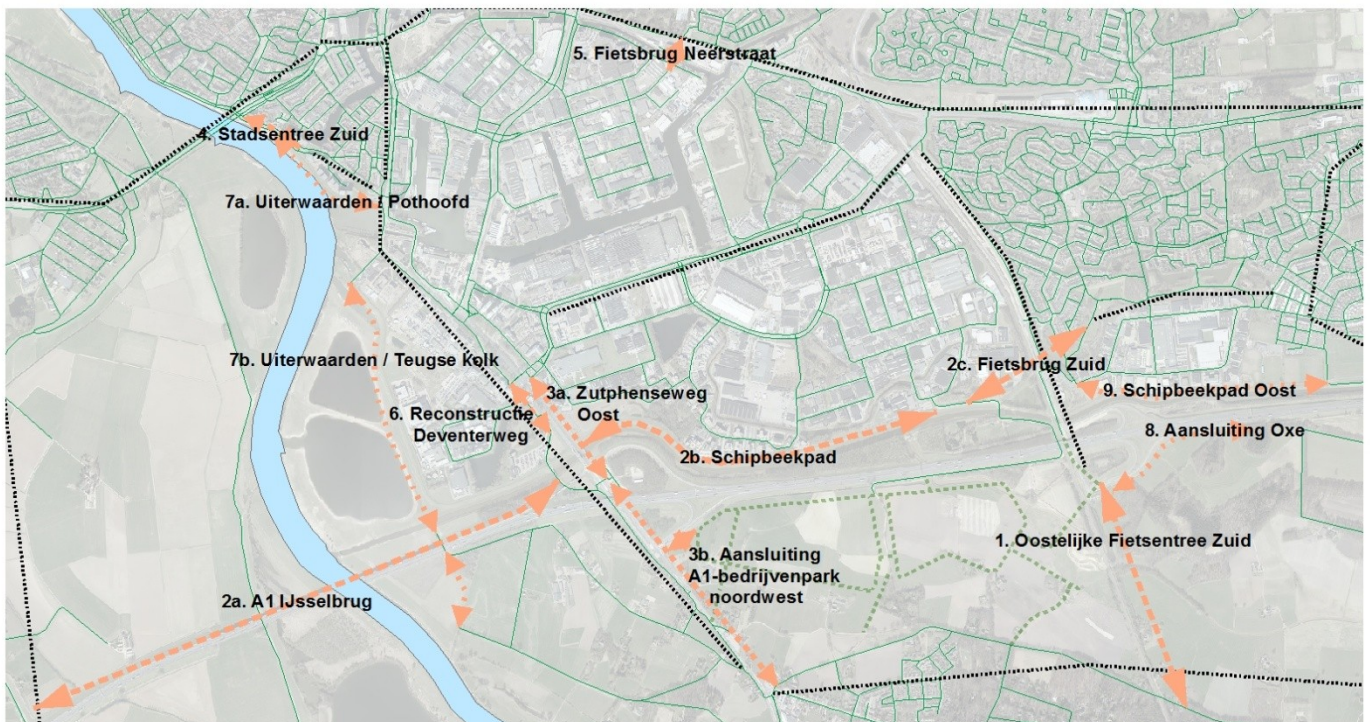 5. Fietsbrug Neerstraat
4. Stadsentree Zuid
7a. Uiterwaarden / Pothoofd
7b. Uiterwaarden / Teugse kolk
2c. Fietsbrug Zuid
3a. Zutphenseweg
Oost
9. Schipbeekpad Oost
6. Reconstructie
Deventerweg
8. Aansluiting Oxe
2b. Schipbeekpad
1. Oostelijke Fietsentree Zuid
3b. Aansluiting
A1-bedrijvenpark
noordwest
2a. A1 IJsselbrug